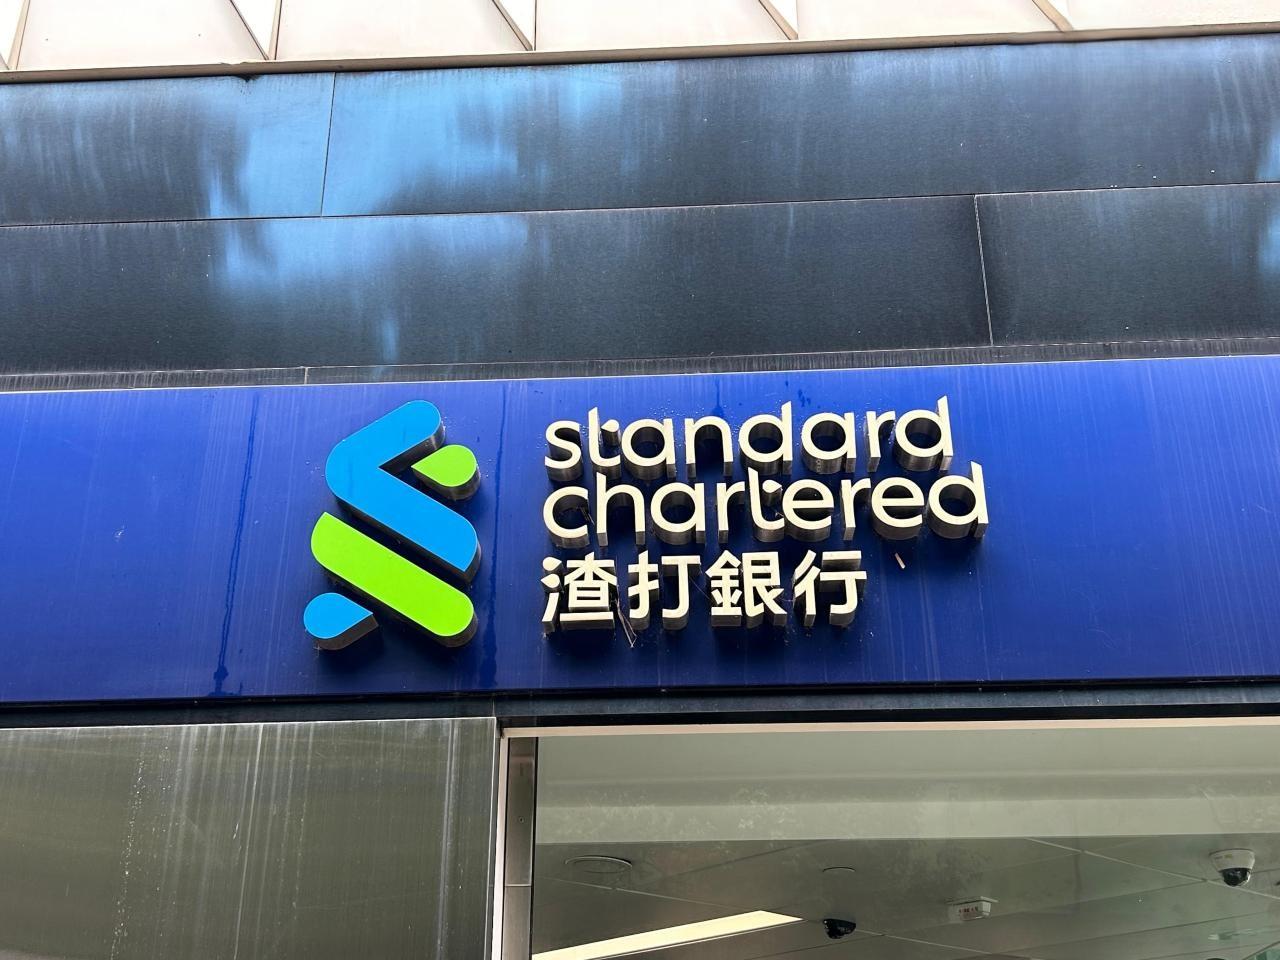 standard
chartered
渣打銀行